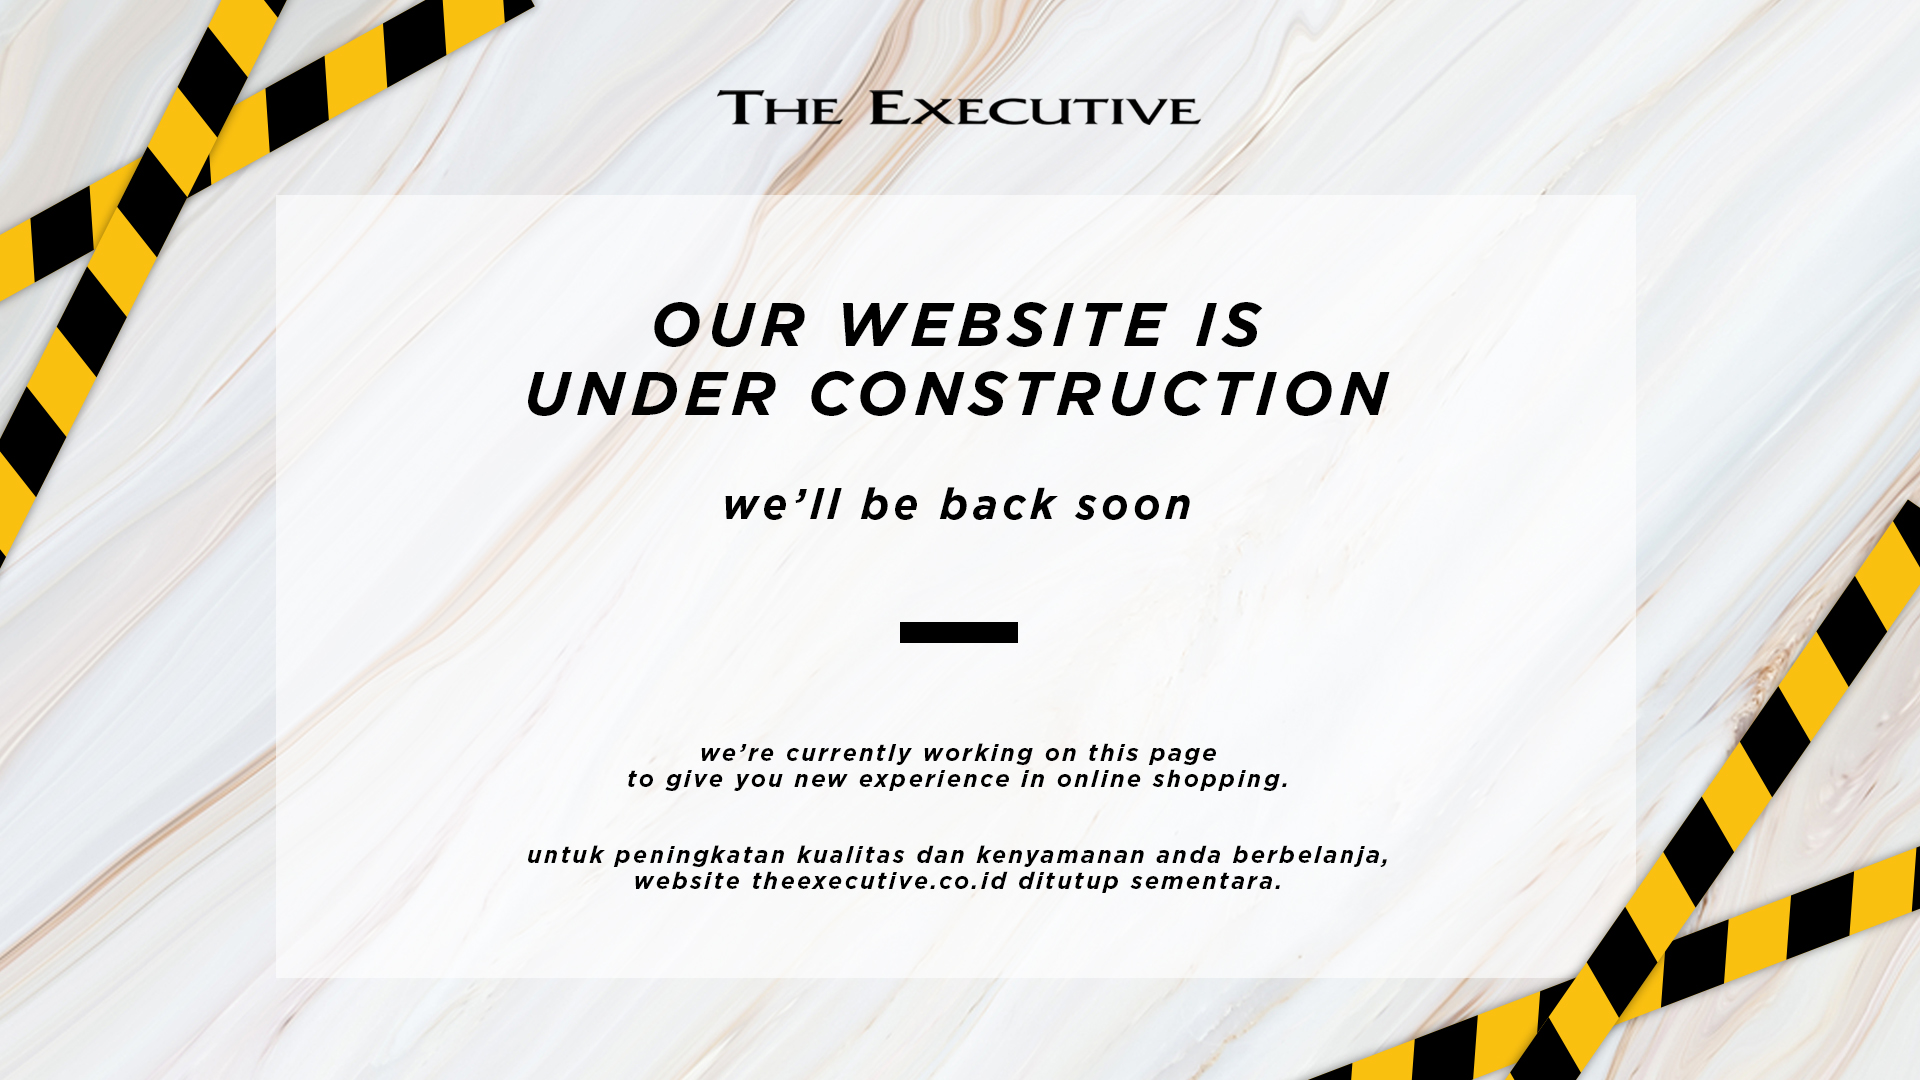 THE EXECUTIVE
OUR WEBSITE IS
UNDER CONSTRUCTION
we’ll be back soon
we’re currently working on this page
to give you new experience in online shopping.
untuk peningkatan kualitas dan kenyamanan anda berbelanja,
website theexecutive.co.id ditutup sementara.